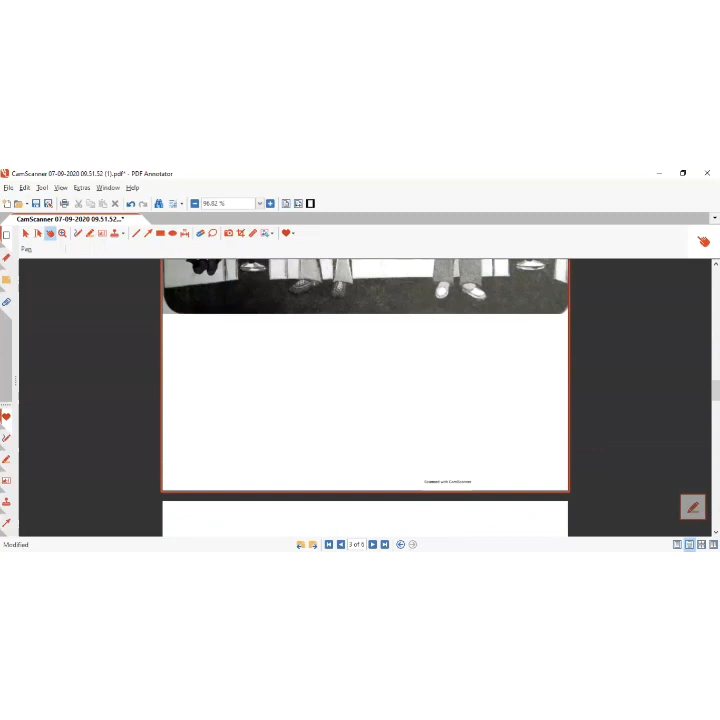 CamScanner 07-09-2020 09.51.52 (1).pdf* - PDF Annotator
File Edit Tool View Extras Window Help
96.82 %
CamScanner 07-09-2020 09.51.52...*
Pan
Scanned with CamScanner
Modified
3 of 6